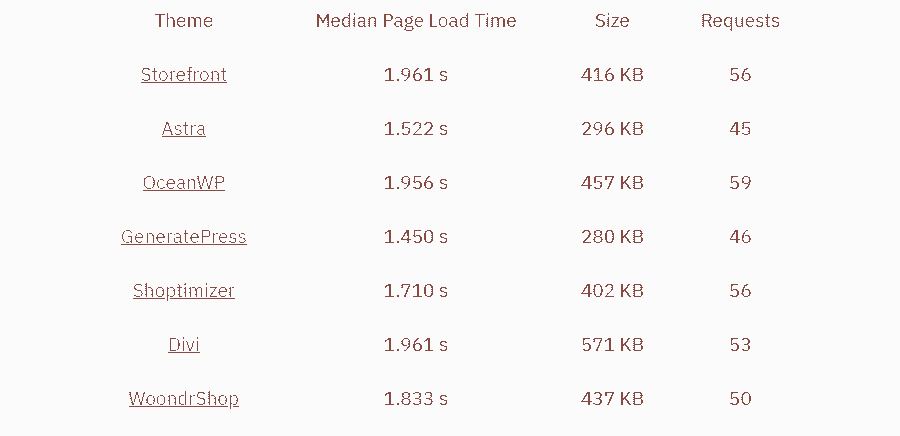 Theme Median Page Load Time Size Requests
Storefront 1.961 s 416 KB 56
Astra 1.522 s 296 KB 45
OceanWP 1.956 s 457 KB 59
GeneratePress 1.450 s 280 KB 46
Shoptimizer 1.710 s 402 KB 56
Divi 1.961 s 571 KB 53
WoondrShop 1.833 s 437 KB 50